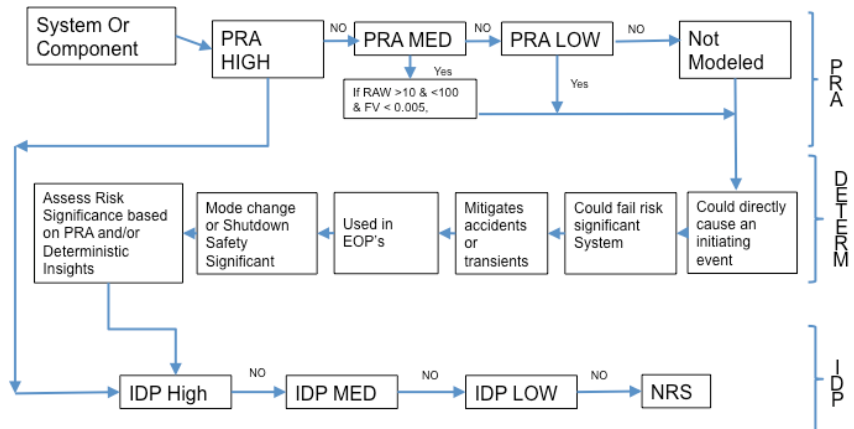 System Or
Component
PRA
HIGH
NO
PRA MED
NO
PRA LOW
NO
Not
Modeled
Yes
If RAW >10 & <100
& FV < 0.005,
Yes
PRA
Assess Risk
Significance based
on PRA and/or
Deterministic
Insights
Mode change
or Shutdown
Safety
Significant
Used in
EOP's
Mitigates
accidents
or
transients
Could fail risk
significant
System
Could directly
cause an
initiating
event
DETERM
IDP High
NO
IDP MED
NO
IDP LOW
NO
NRS
IDP